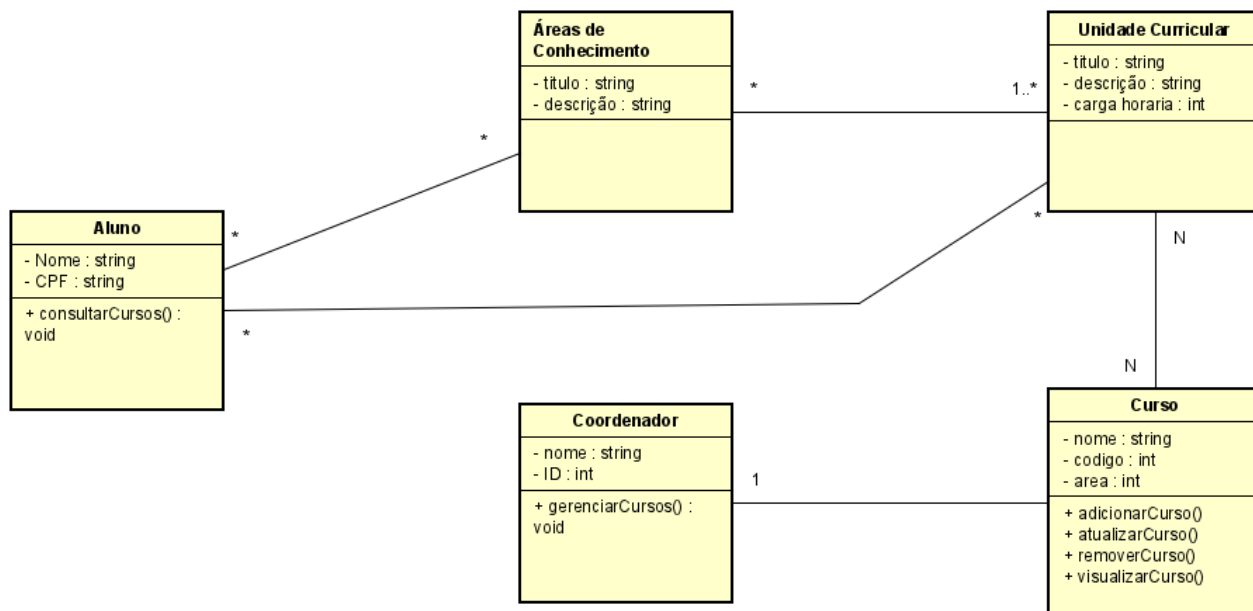 Áreas de
Conhecimento
- titulo : string
- descrição : string
*
1..*
Unidade Curricular
- titulo : string
- descrição : string
- carga horaria : int
*
*
*
*
N
N
Aluno
- Nome : string
- CPF : string
+ consultarCursos() :
void
Coordenador
- nome : string
- ID : int
+ gerenciarCursos() :
void
1
Curso
- nome : string
- codigo : int
- area : int
+ adicionarCurso()
+ atualizarCurso()
+ removerCurso()
+ visualizarCurso()